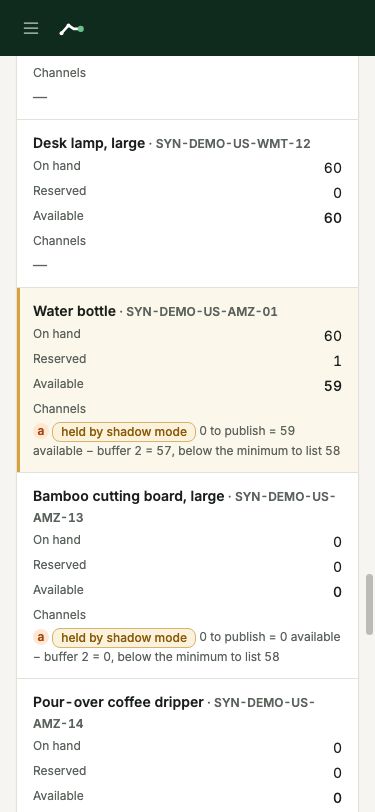 Channels
—
Desk lamp, large · SYN-DEMO-US-WMT-12
On hand 60
Reserved 0
Available 60
Channels
—
Water bottle · SYN-DEMO-US-AMZ-01
On hand 60
Reserved 1
Available 59
Channels
a held by shadow mode 0 to publish = 59
available − buffer 2 = 57, below the minimum to list 58
Bamboo cutting board, large · SYN-DEMO-US-
AMZ-13
On hand 0
Reserved 0
Available 0
Channels
a held by shadow mode 0 to publish = 0 available
− buffer 2 = 0, below the minimum to list 58
Pour-over coffee dripper · SYN-DEMO-US-
AMZ-14
On hand 0
Reserved 0
Available 0